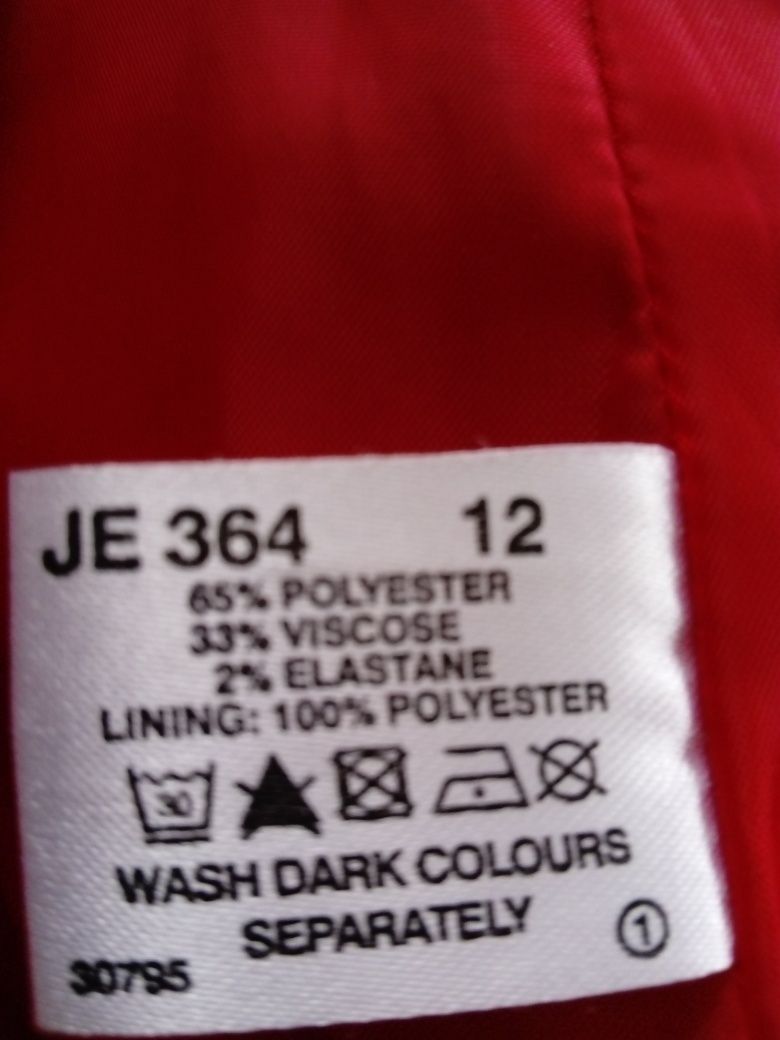 JE 364 12
65% POLYESTER
33% VISCOSE
2% ELASTANE
LINING: 100% POLYESTER
30
WASH DARK COLOURS
SEPARATELY
1
30795